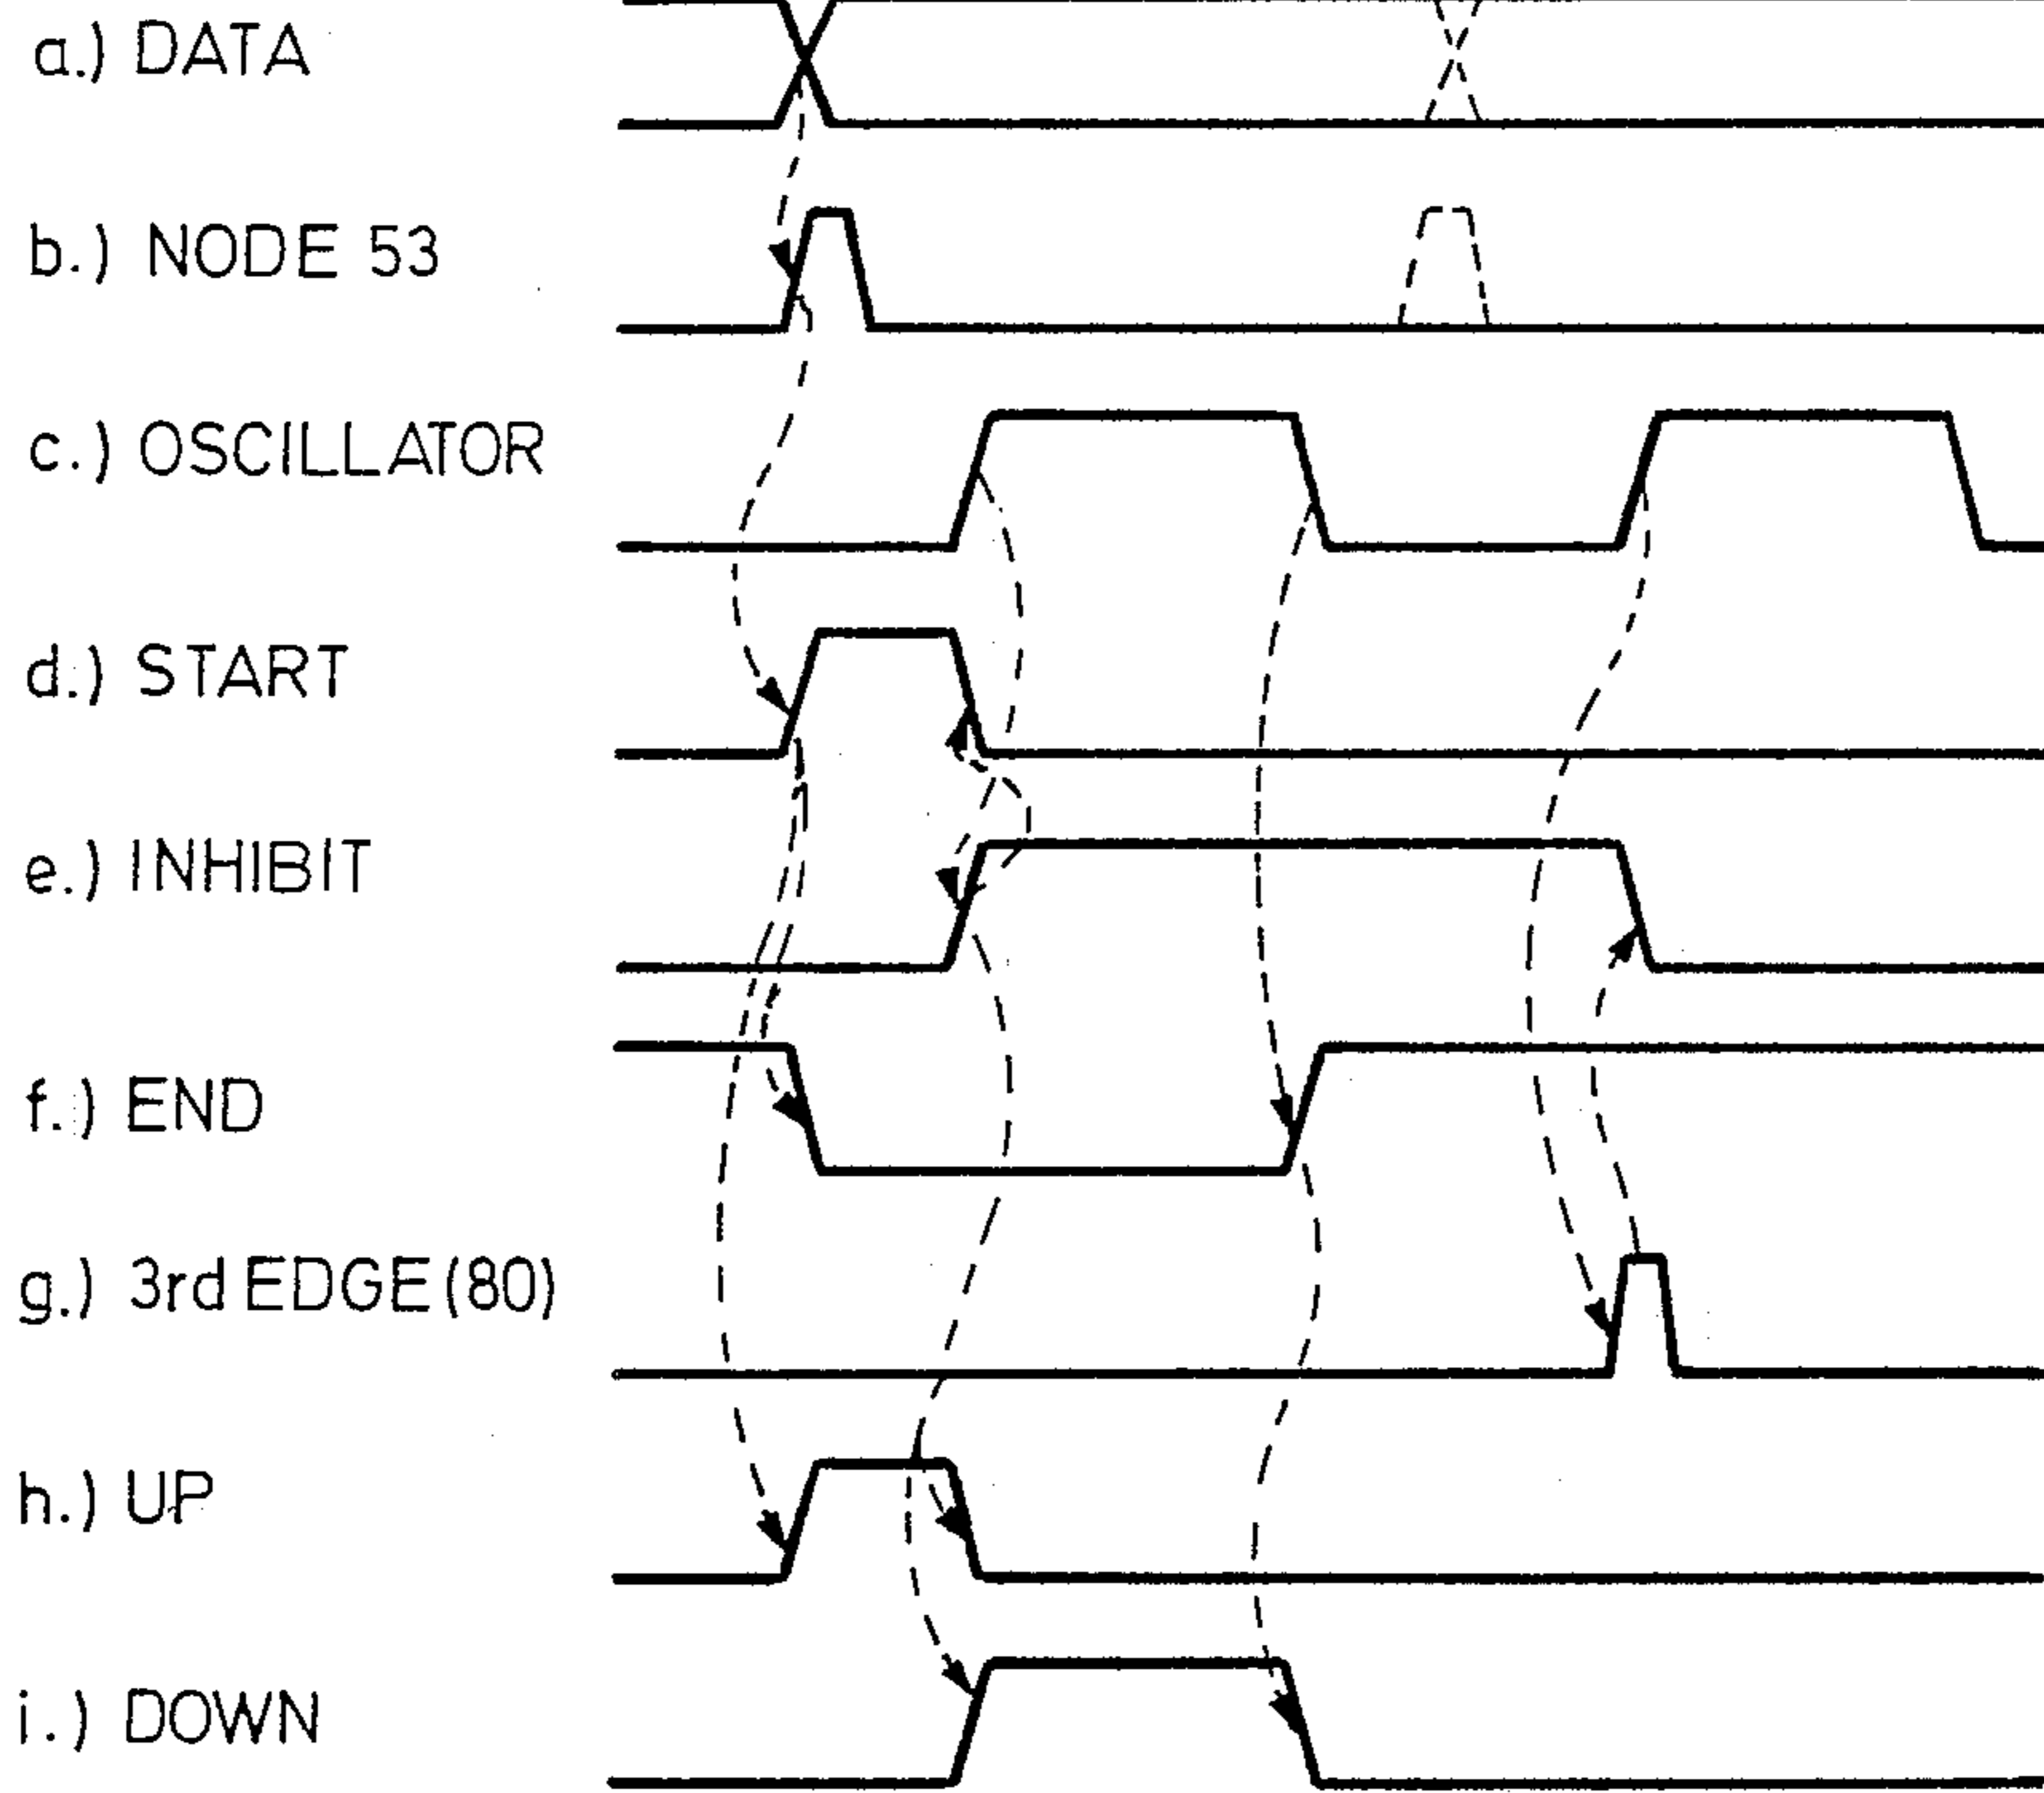 a.) DATA
b.) NODE 53
c.) OSCILLATOR
d.) START
e.) INHIBIT
f.) END
g.) 3rd EDGE (80)
h.) UP
i.) DOWN